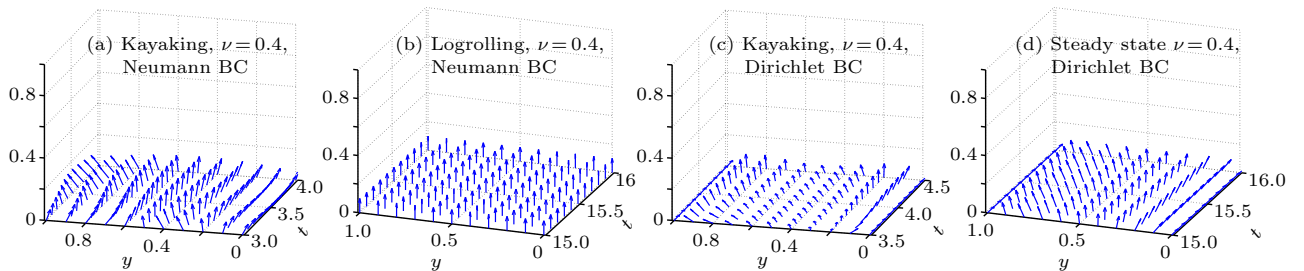 (a) Kayaking, ν = 0.4,
Neumann BC
0.8
0.4
0
0.8
0.4
0
y
3.0
3.5
4.0
t
(b) Logrolling, ν = 0.4,
Neumann BC
0.8
0.4
0
1.0
0.5
0
y
15.0
15.5
16
t
(c) Kayaking, ν = 0.4,
Dirichlet BC
0.8
0.4
0
0.8
0.4
0
y
3.5
4.0
4.5
t
(d) Steady state ν = 0.4,
Dirichlet BC
0.8
0.4
0
1.0
0.5
0
y
15.0
15.5
16.0
t